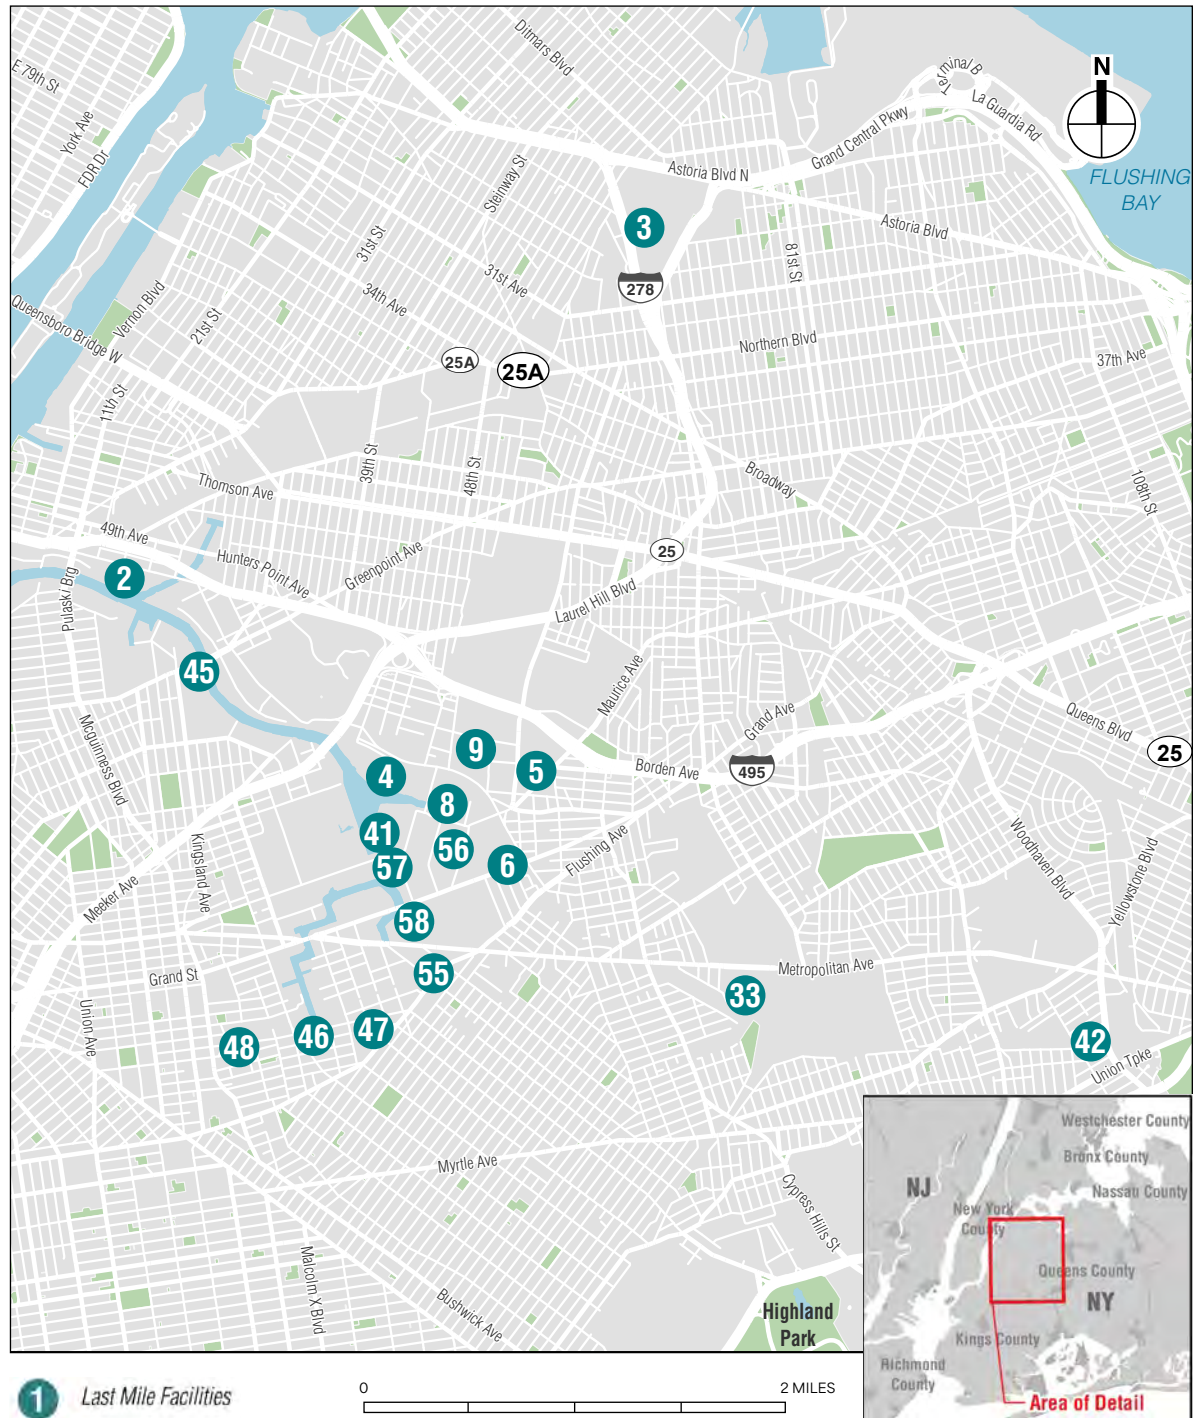 Ditmars Blvd
E 79th St
Terminal B
N
La Guardia Rd
York Ave
Grand Central Pkwy
FDR Dr
Astoria Blvd N
Steinway St
FLUSHING
BAY
3
Astoria Blvd
31st St
81st St
31st Ave
278
34th Ave
Vernon Blvd
Queensboro Bridge W
21st St
Northern Blvd
37th Ave
25A
25A
11th St
39th St
48th St
Broadway
108th St
Thomson Ave
49th Ave
Hunters Point Ave
Greenpoint Ave
25
2
Pulaski Brg
Laurel Hill Blvd
45
Maurice Ave
Grand Ave
Queens Blvd
25
Mcguinness Blvd
9
5
Borden Ave
495
4
8
41
56
57
6
Flushing Ave
Kingsland Ave
Woodhaven Blvd
Yellowstone Blvd
Meeker Ave
58
Grand St
55
Metropolitan Ave
33
Union Ave
48
46
47
42
Union Tpke
Myrtle Ave
Cypress Hills St
Malcolm X Blvd
Bushwick Ave
Highland
Park
Westchester County
Bronx County
NJ
Nassau County
New York
County
Queens County
NY
Kings County
Richmond
County
Area of Detail
1
Last Mile Facilities
0
2 MILES